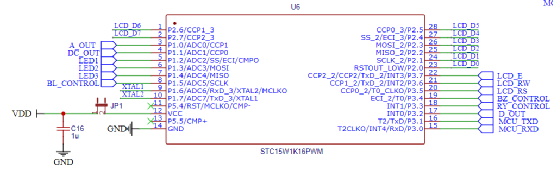 MC
U6
LCD_D6 1 P2.6/CCP1_3 CCP0_3/P2.5 28 LCD_D5
LCD_D7 2 P2.7/CCP2_3 SS_2/ECI_3/P2.4 27 LCD_D4
A_OUT 3 P1.0/ADC0/CCP1 MOSI_2/P2.3 26 LCD_D3
DC_OUT 4 P1.1/ADC1/CCP0 MISO_2/P2.2 25 LCD_D2
LED1 5 P1.2/ADC2/SS/ECI/CMPO SCLK_2/P2.1 24 LCD_D1
LED2 6 P1.3/ADC3/MOSI RSTOUT_LOW/P2.0 23 LCD_D0
LED3 7 P1.4/ADC4/MISO CCP2_2/CCP2/TxD_2/INT3/P3.7 22 LCD_E
BL_CONTROL 8 P1.5/ADC5/SCLK CCP1_2/RxD_2/INT2/P3.6 21 LCD_RW
XTAL1 9 P1.6/ADC6/RxD_3/XTAL2/MCLKO CCP0_2/T0_CLKO/P3.5 20 LCD_RS
XTAL2 10 P1.7/ADC7/TxD_3/XTAL1 ECI_2/T0/P3.4 19 BZ_CONTROL
JP1 11 P5.4/RST/MCLKO/CMP- INT1/P3.3 18 RY_CONTROL
VDD 12 VCC INT0/P3.2 17 D_OUT
13 P5.5/CMP+ T2/TxD/P3.1 16 MCU_TXD
C16 GND 14 GND T2CLKO/INT4/RxD/P3.0 15 MCU_RXD
1u
GND
STC15W1K16PWM